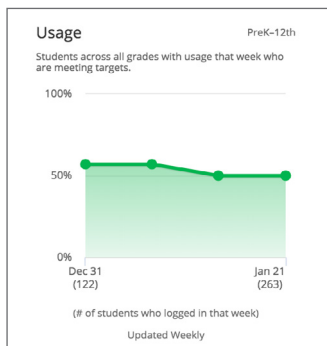 Usage
PreK–12th
Students across all grades with usage that week who
are meeting targets.
100%
50%
0%
Dec 31
(122)
Jan 21
(263)
(# of students who logged in that week)
Updated Weekly